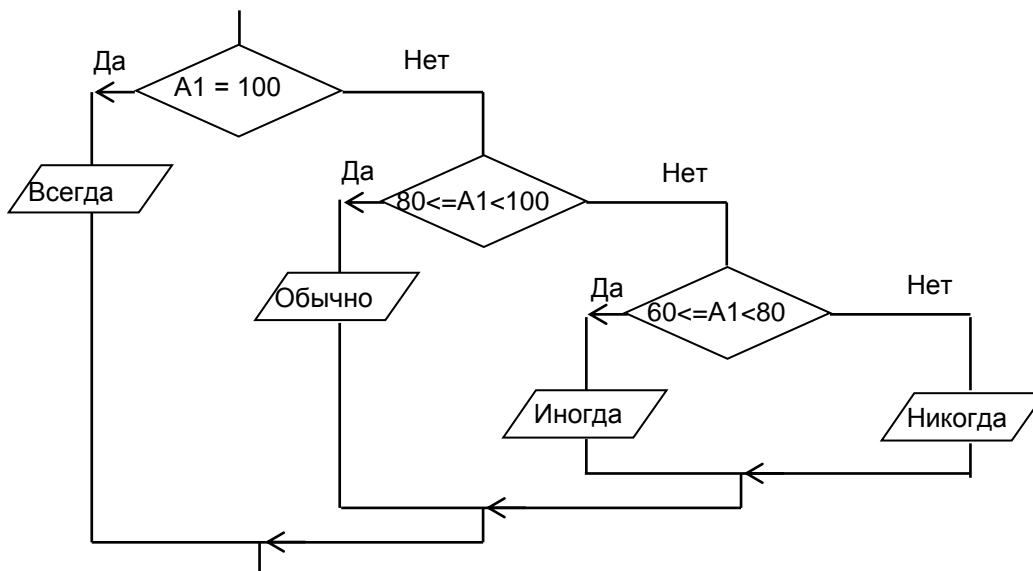 Да
Нет
A1 = 100
Всегда
Да
Нет
80<=A1<100
Обычно
Да
Нет
60<=A1<80
Иногда
Никогда